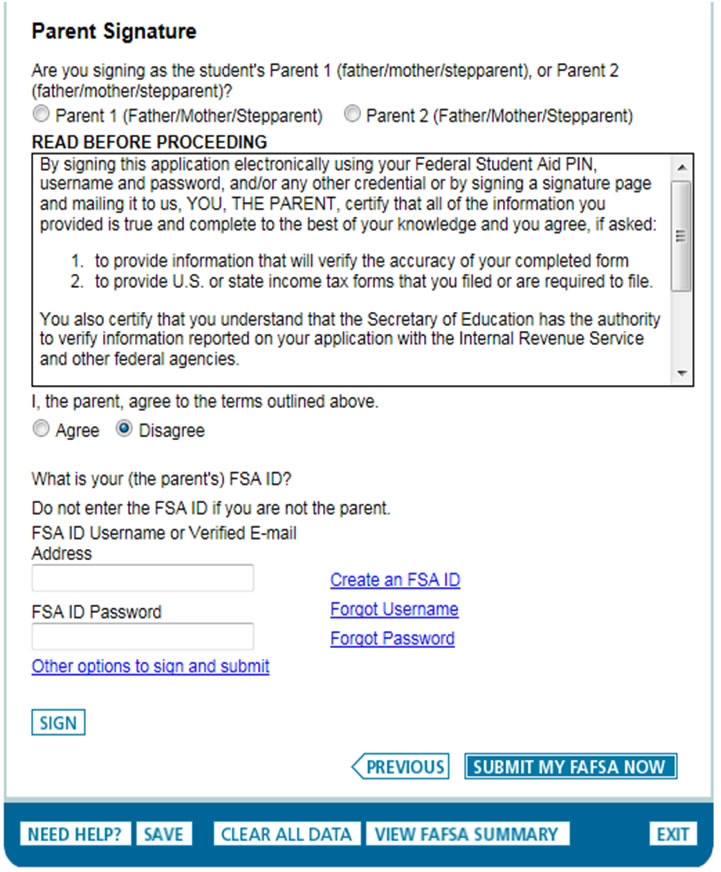 Parent Signature
Are you signing as the student's Parent 1 (father/mother/stepparent), or Parent 2
(father/mother/stepparent)?
Parent 1 (Father/Mother/Stepparent) Parent 2 (Father/Mother/Stepparent)
READ BEFORE PROCEEDING
By signing this application electronically using your Federal Student Aid PIN,
username and password, and/or any other credential or by signing a signature page
and mailing it to us, YOU, THE PARENT, certify that all of the information you
provided is true and complete to the best of your knowledge and you agree, if asked:
1. to provide information that will verify the accuracy of your completed form
2. to provide U.S. or state income tax forms that you filed or are required to file.
You also certify that you understand that the Secretary of Education has the authority
to verify information reported on your application with the Internal Revenue Service
and other federal agencies.
I, the parent, agree to the terms outlined above.
Agree Disagree
What is your (the parent's) FSA ID?
Do not enter the FSA ID if you are not the parent.
FSA ID Username or Verified E-mail
Address
Create an FSA ID
FSA ID Password
Forgot Username
Forgot Password
Other options to sign and submit
SIGN
PREVIOUS SUBMIT MY FAFSA NOW
NEED HELP? SAVE CLEAR ALL DATA VIEW FAFSA SUMMARY EXIT